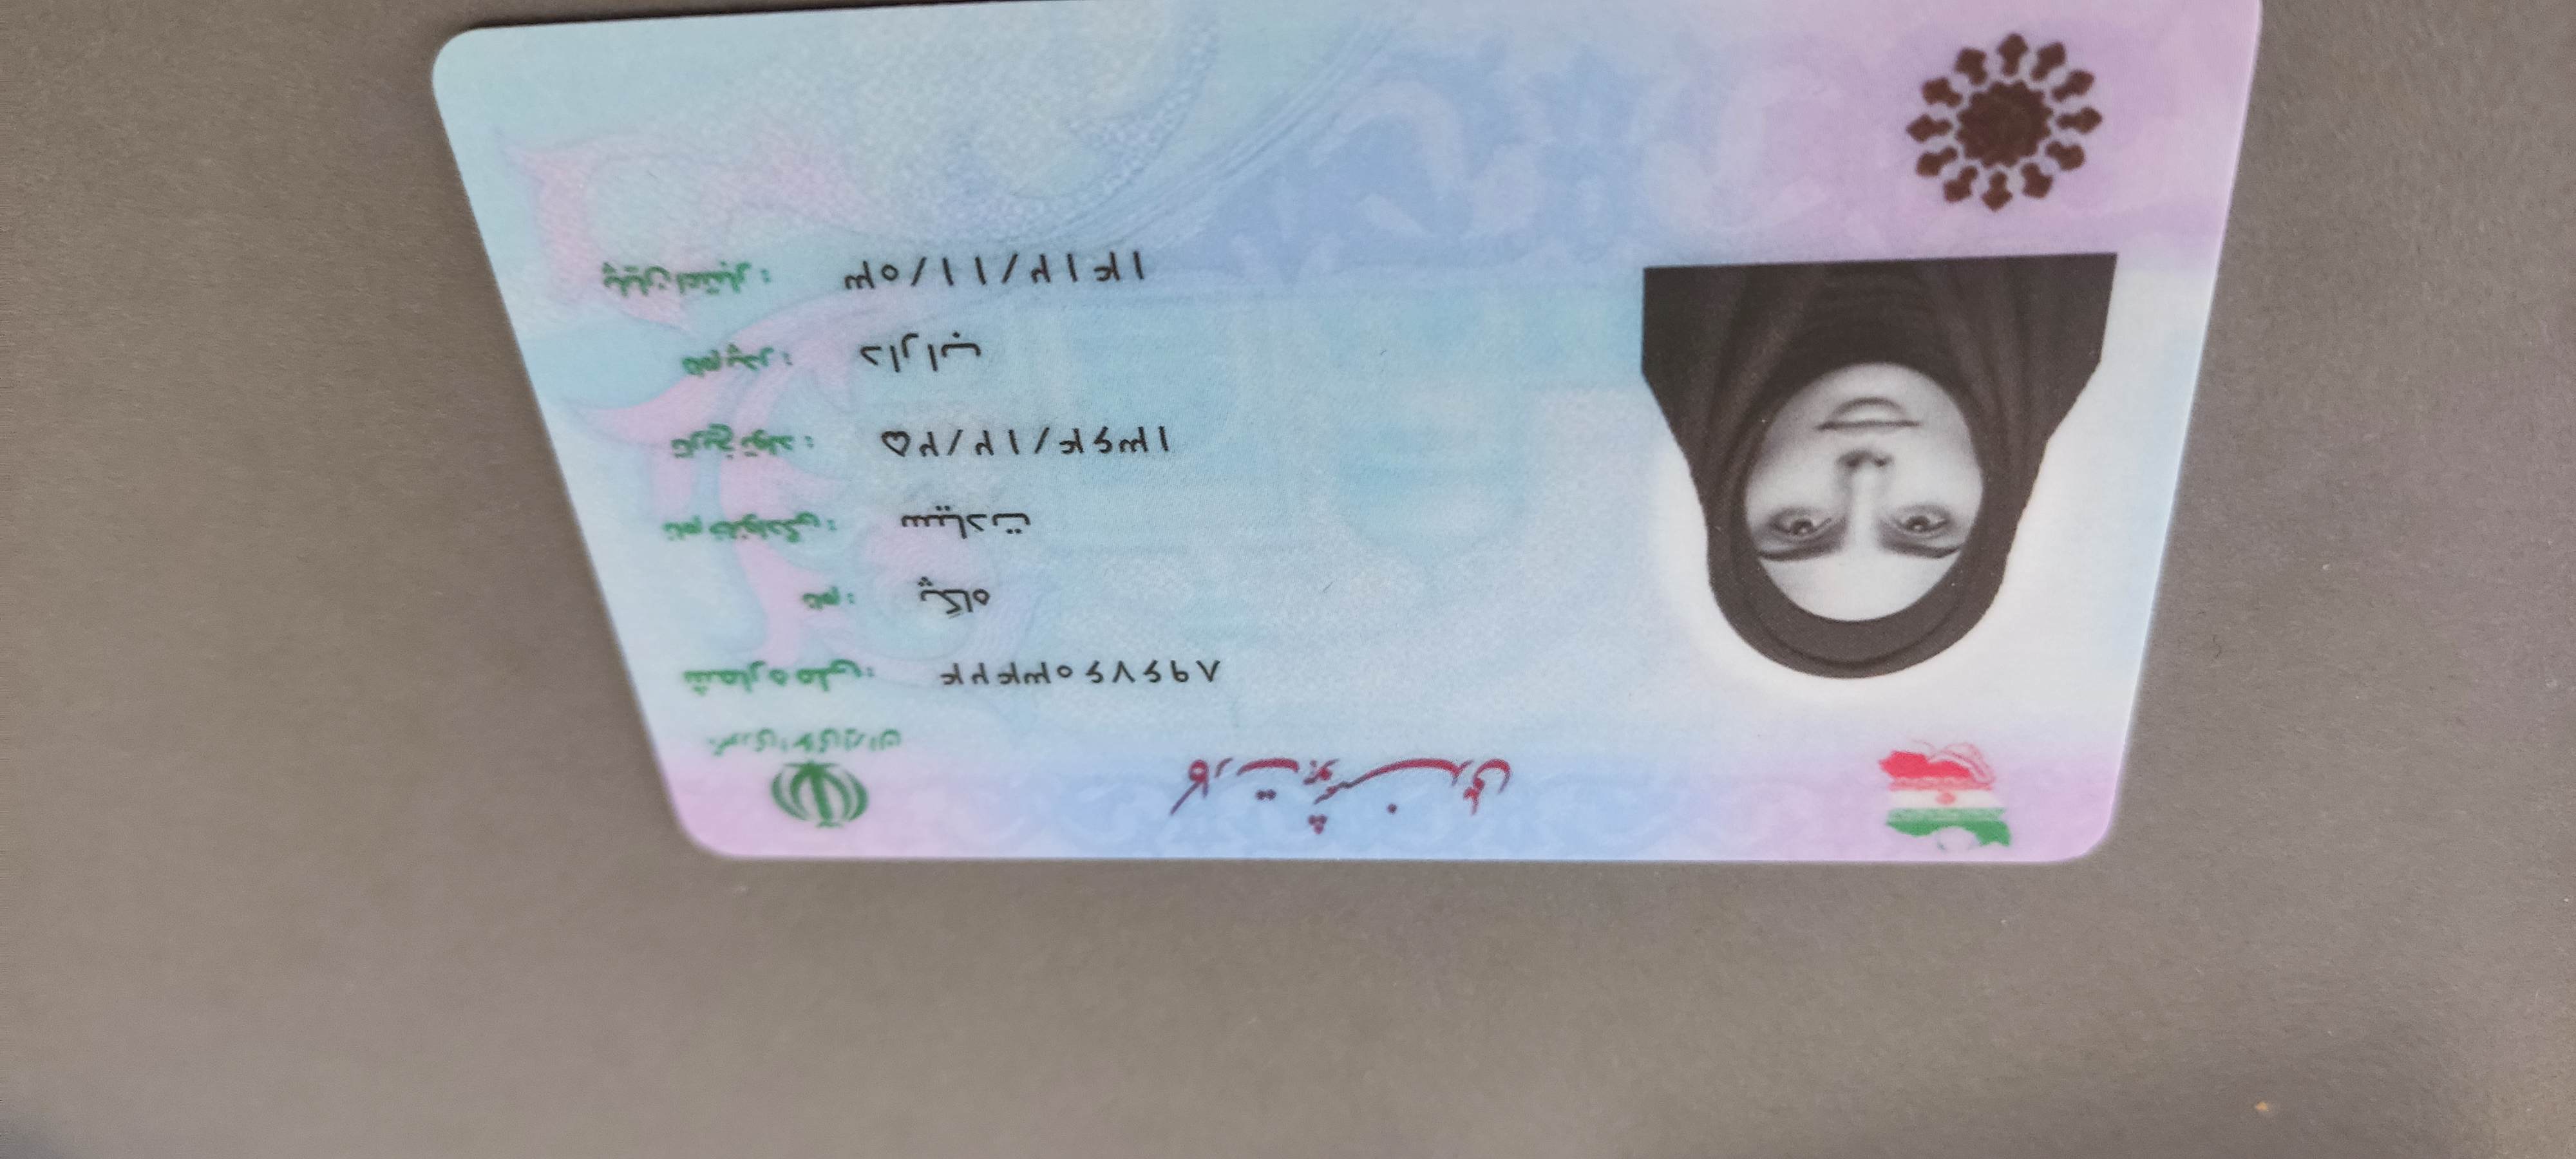 کارت هوشمند ملی
جمهوری اسلامی ایران
شماره ملی: ۸۹۶۷۶۰۳۴۲۴
نام: پگاه
نام خانوادگی: سیادت
تاریخ تولد: ۱۳۶۴/۱۲/۲۵
نام پدر: داراب
پایان اعتبار: ۱۴۱۲/۱۱/۰۳